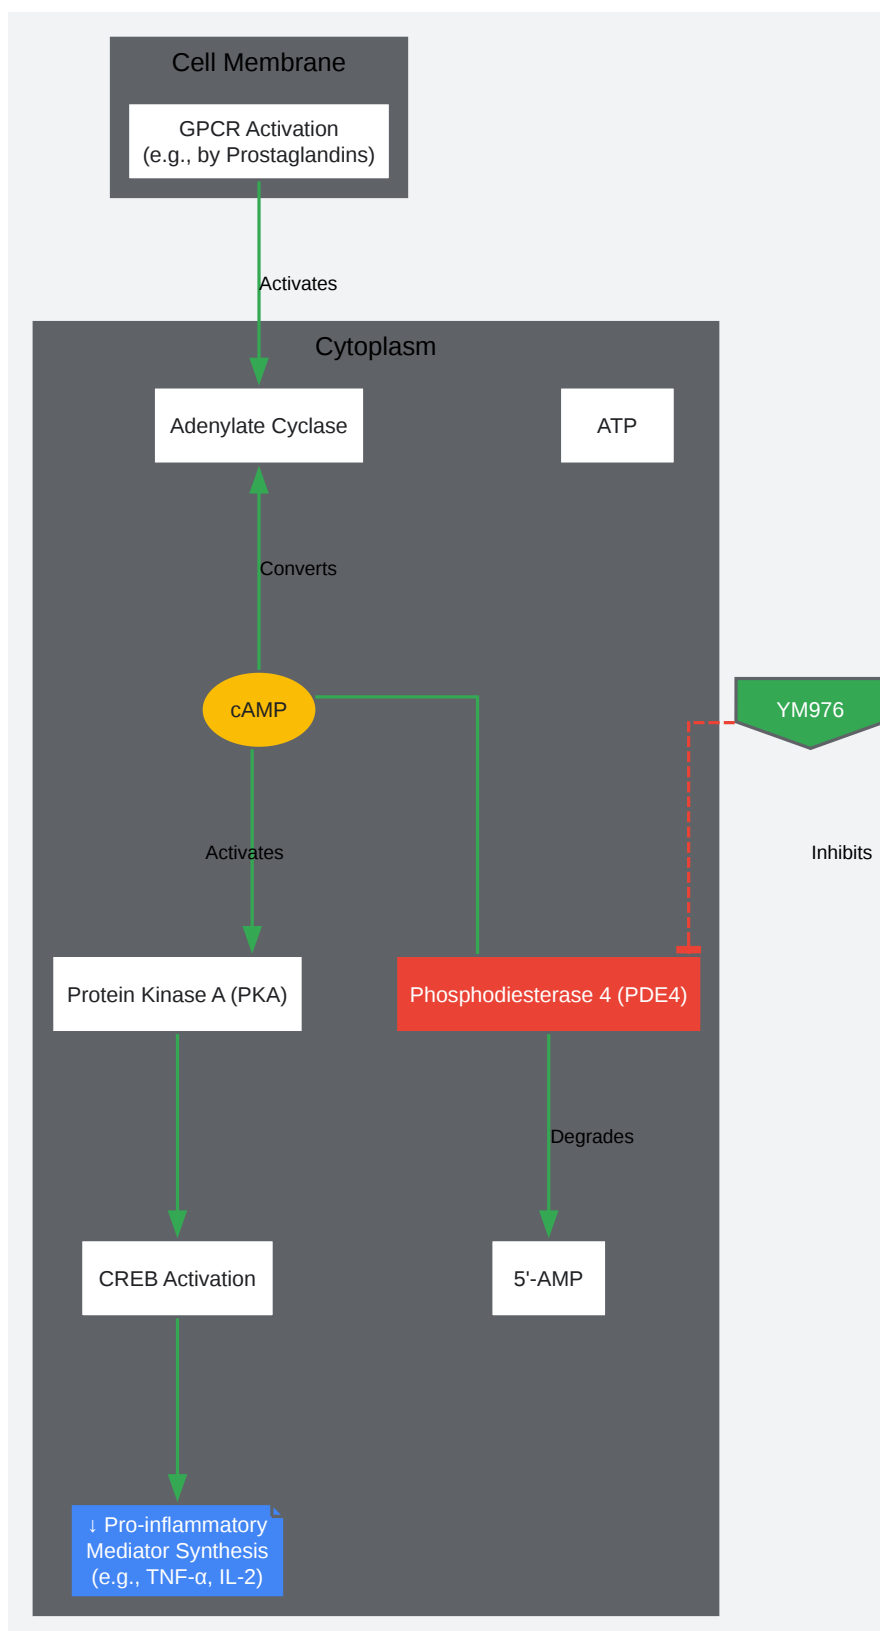 Cell Membrane
GPCR Activation
(e.g., by Prostaglandins)
Activates
Cytoplasm
Adenylate Cyclase
ATP
Converts
cAMP
YM976
Activates
Inhibits
Protein Kinase A (PKA)
Phosphodiesterase 4 (PDE4)
Degrades
CREB Activation
5'-AMP
↓ Pro-inflammatory
Mediator Synthesis
(e.g., TNF-α, IL-2)